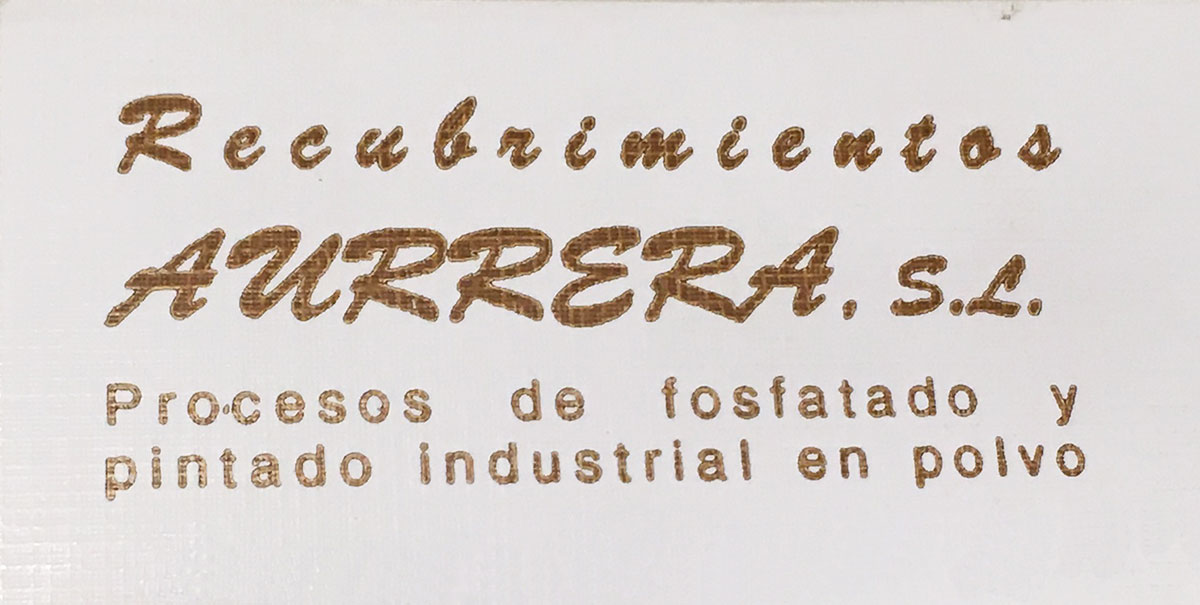 Recubrimientos
AURRERA, S.L.
Procesos de fosfatado y
pintado industrial en polvo